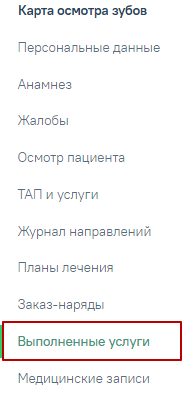 Карта осмотра зубов
Персональные данные
Анамнез
Жалобы
Осмотр пациента
ТАП и услуги
Журнал направлений
Планы лечения
Заказ-наряды
Выполненные услуги
Медицинские записи